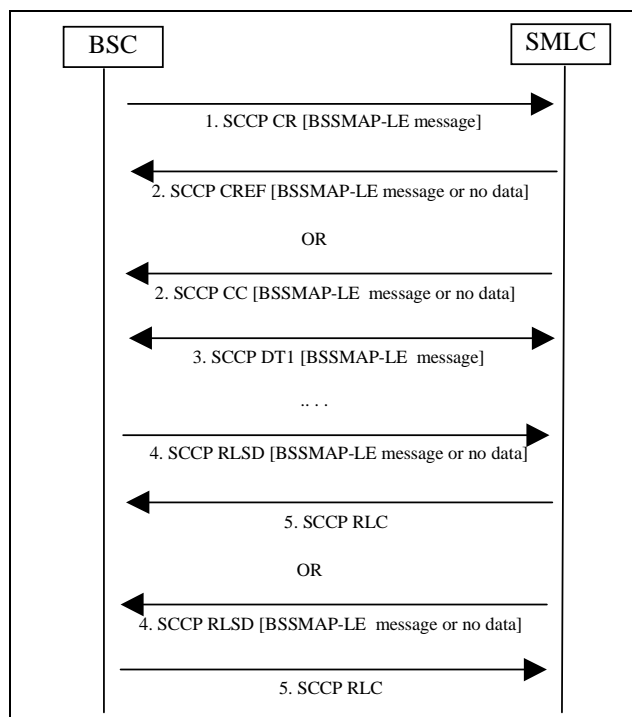 BSC
SMLC
1. SCCP CR [BSSMAP-LE message]
2. SCCP CREF [BSSMAP-LE message or no data]
OR
2. SCCP CC [BSSMAP-LE message or no data]
3. SCCP DT1 [BSSMAP-LE message]
.. . .
4. SCCP RLSD [BSSMAP-LE message or no data]
5. SCCP RLC
OR
4. SCCP RLSD [BSSMAP-LE message or no data]
5. SCCP RLC